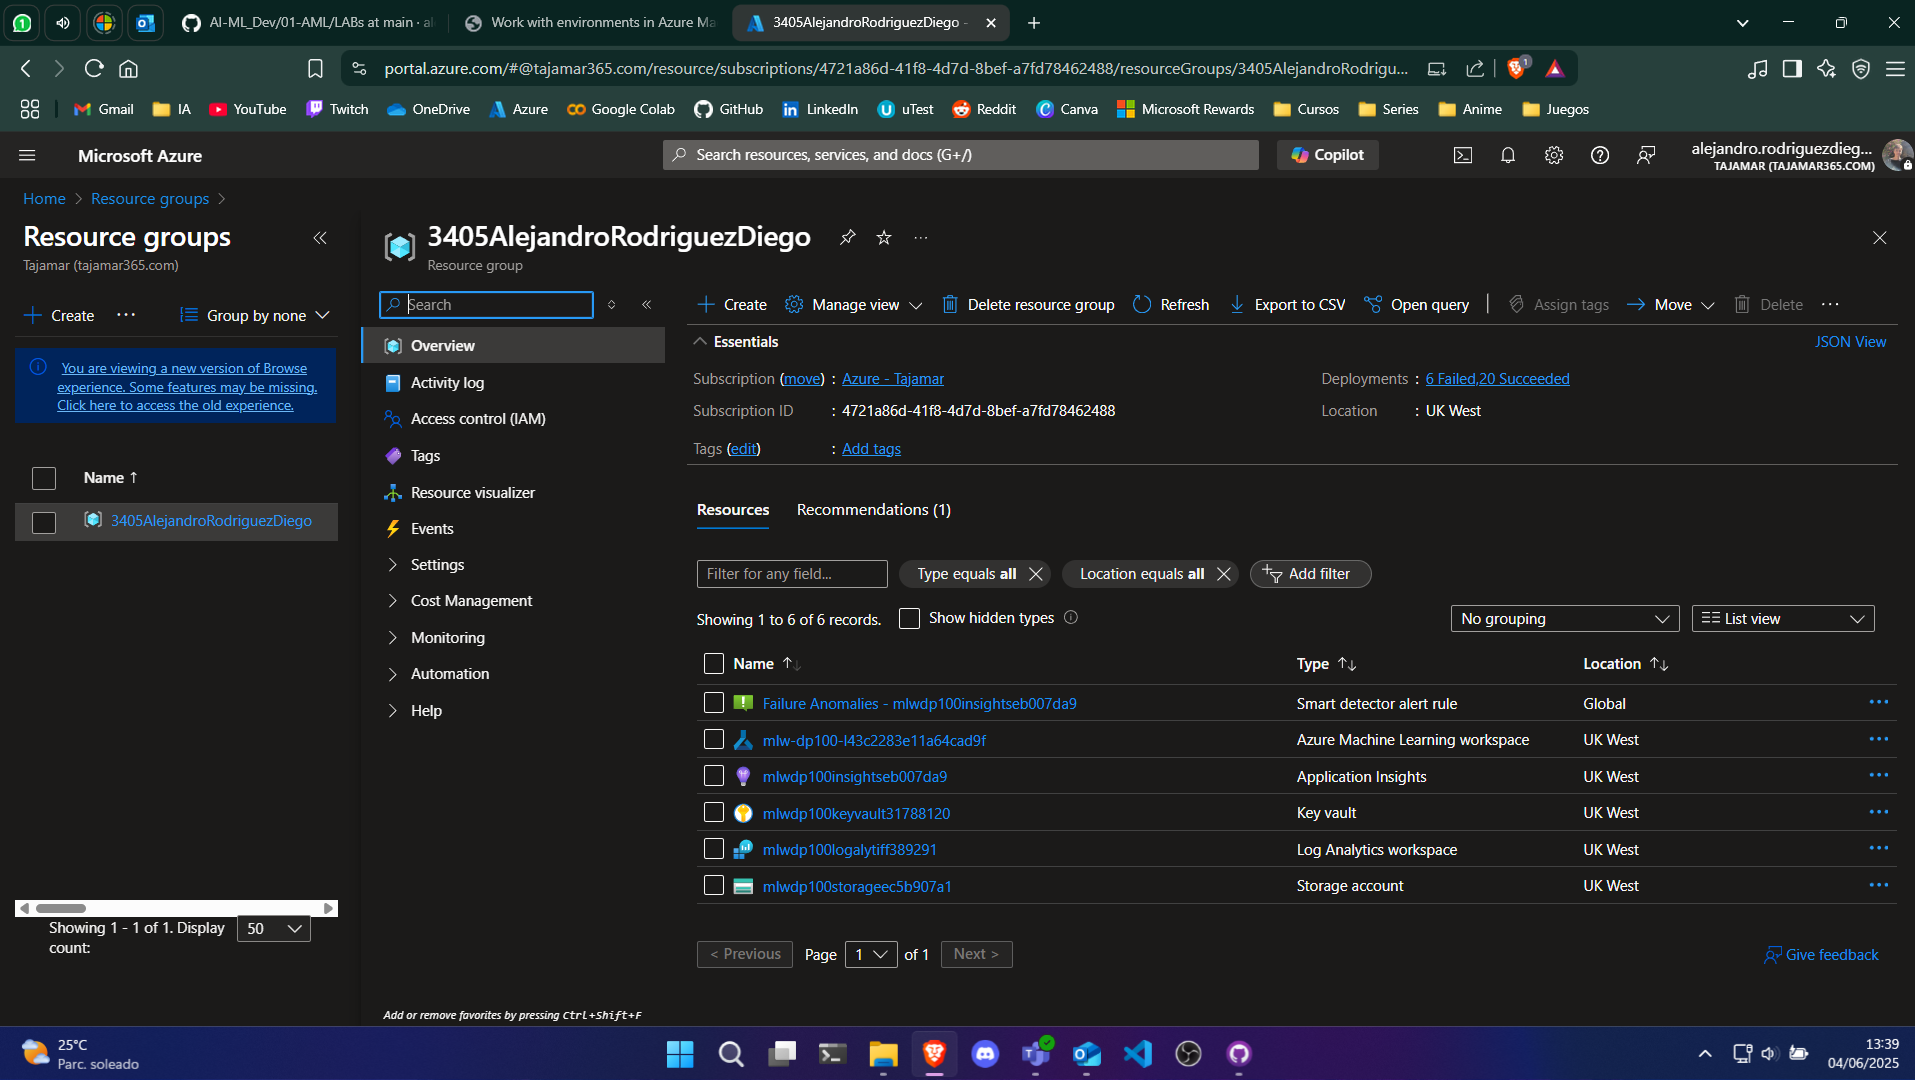 AI-ML_Dev/01-AML/LABs at main · al
Work with environments in Azure Ma
3405AlejandroRodriguezDiego -
portal.azure.com/#@tajamar365.com/resource/subscriptions/4721a86d-41f8-4d7d-8bef-a7fd78462488/resourceGroups/3405AlejandroRodrigu...
1
Gmail IA YouTube Twitch OneDrive Azure Google Colab GitHub LinkedIn uTest Reddit Canva Microsoft Rewards Cursos Series Anime Juegos
Microsoft Azure
Search resources, services, and docs (G+/)
Copilot
alejandro.rodriguezdieg...
TAJAMAR (TAJAMAR365.COM)
Home > Resource groups >
Resource groups
Tajamar (tajamar365.com)
Create ··· Group by none
You are viewing a new version of Browse
experience. Some features may be missing.
Click here to access the old experience.
Name ↑
3405AlejandroRodriguezDiego
Showing 1 - 1 of 1. Display
count:
50
3405AlejandroRodriguezDiego
Resource group
Search
Overview
Activity log
Access control (IAM)
Tags
Resource visualizer
Events
Settings
Cost Management
Monitoring
Automation
Help
Add or remove favorites by pressing Ctrl+Shift+F
Create Manage view Delete resource group Refresh Export to CSV Open query Assign tags Move Delete ···
Essentials
JSON View
Subscription (move) : Azure - Tajamar
Deployments : 6 Failed,20 Succeeded
Subscription ID : 4721a86d-41f8-4d7d-8bef-a7fd78462488
Location : UK West
Tags (edit) : Add tags
Resources Recommendations (1)
Filter for any field...
Type equals all
Location equals all
Add filter
Showing 1 to 6 of 6 records.
Show hidden types
No grouping
List view
Name ↑↓ Type ↑↓ Location ↑↓
Failure Anomalies - mlwdp100insightseb007da9 Smart detector alert rule Global
mlw-dp100-l43c2283e11a64cad9f Azure Machine Learning workspace UK West
mlwdp100insightseb007da9 Application Insights UK West
mlwdp100keyvault31788120 Key vault UK West
mlwdp100logalytiff389291 Log Analytics workspace UK West
mlwdp100storageec5b907a1 Storage account UK West
< Previous Page 1 of 1 Next >
Give feedback
25°C
Parc. soleado
13:39
04/06/2025